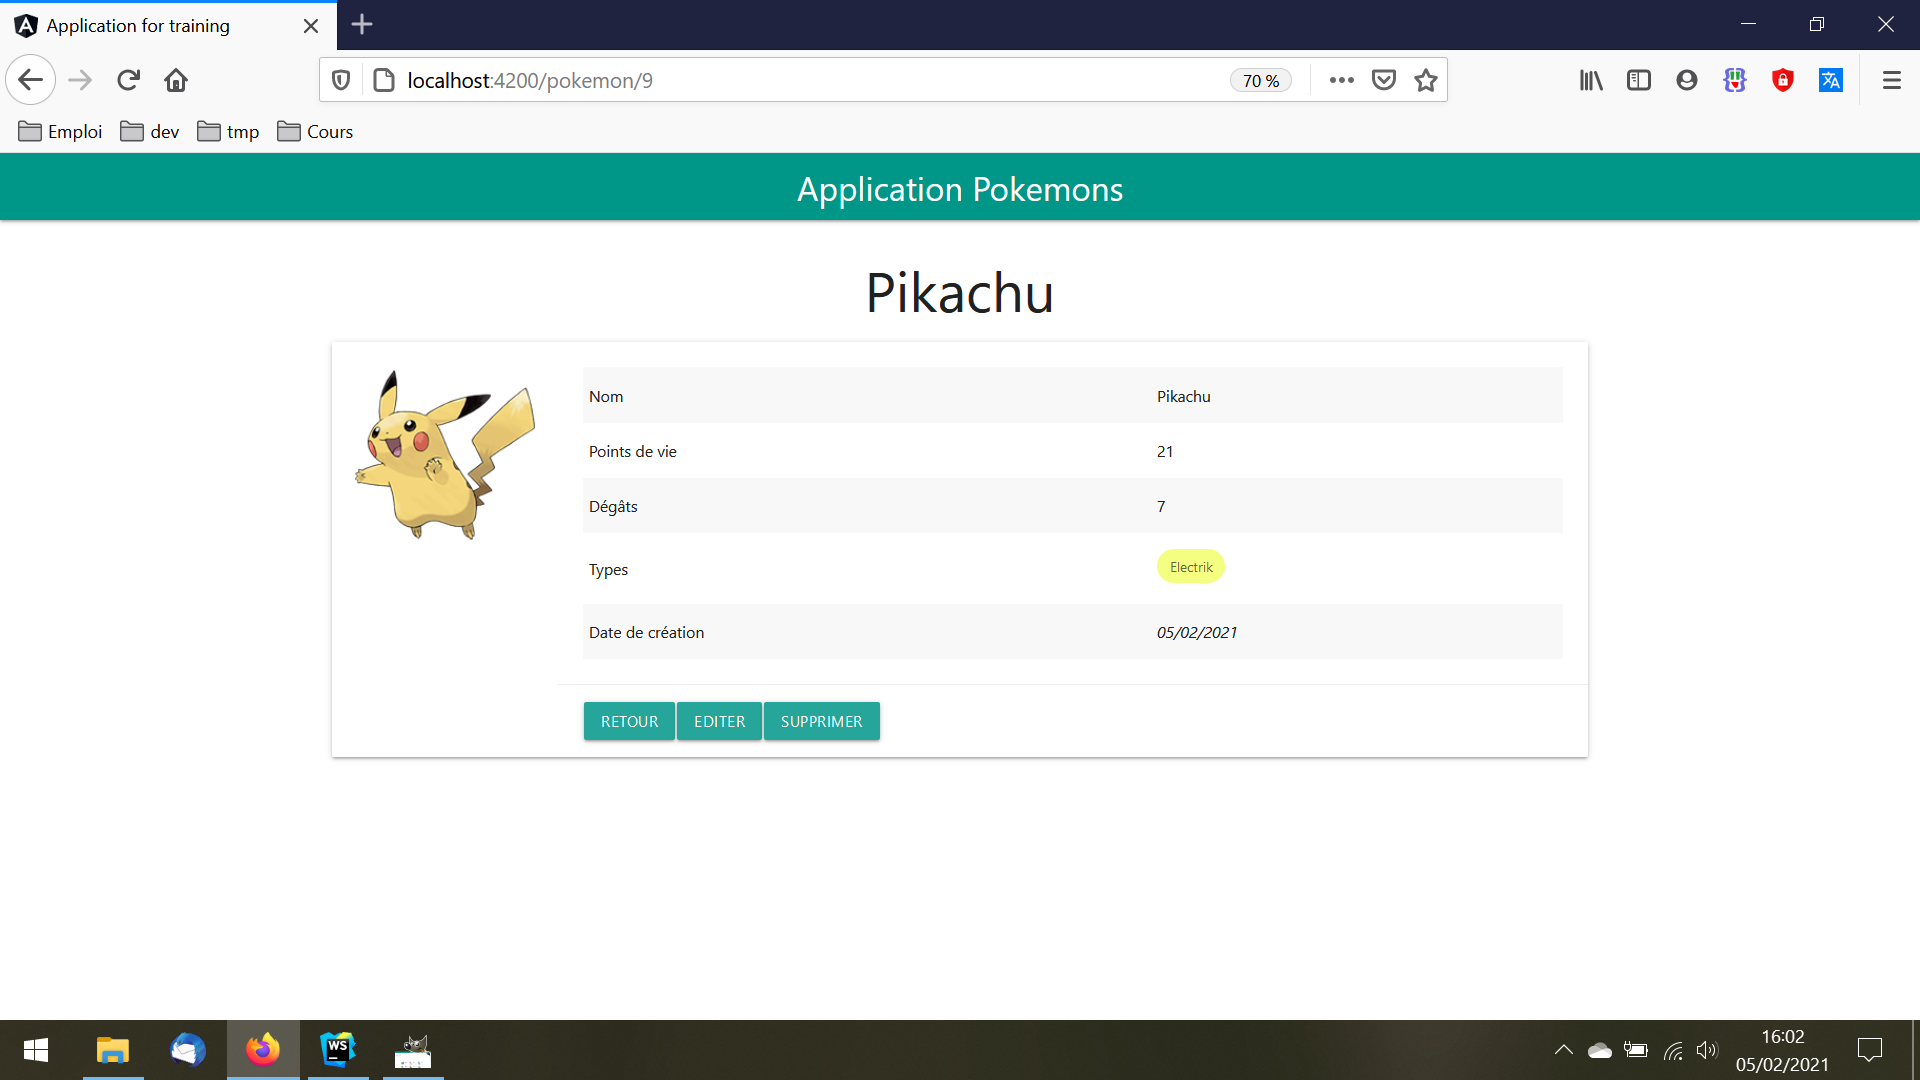 Application for training
localhost:4200/pokemon/9
70 %
Emploi dev tmp Cours
Application Pokemons
Pikachu
Nom Pikachu
Points de vie 21
Dégâts 7
Types Electrik
Date de création 05/02/2021
RETOUR EDITER SUPPRIMER
WS
16:02
05/02/2021